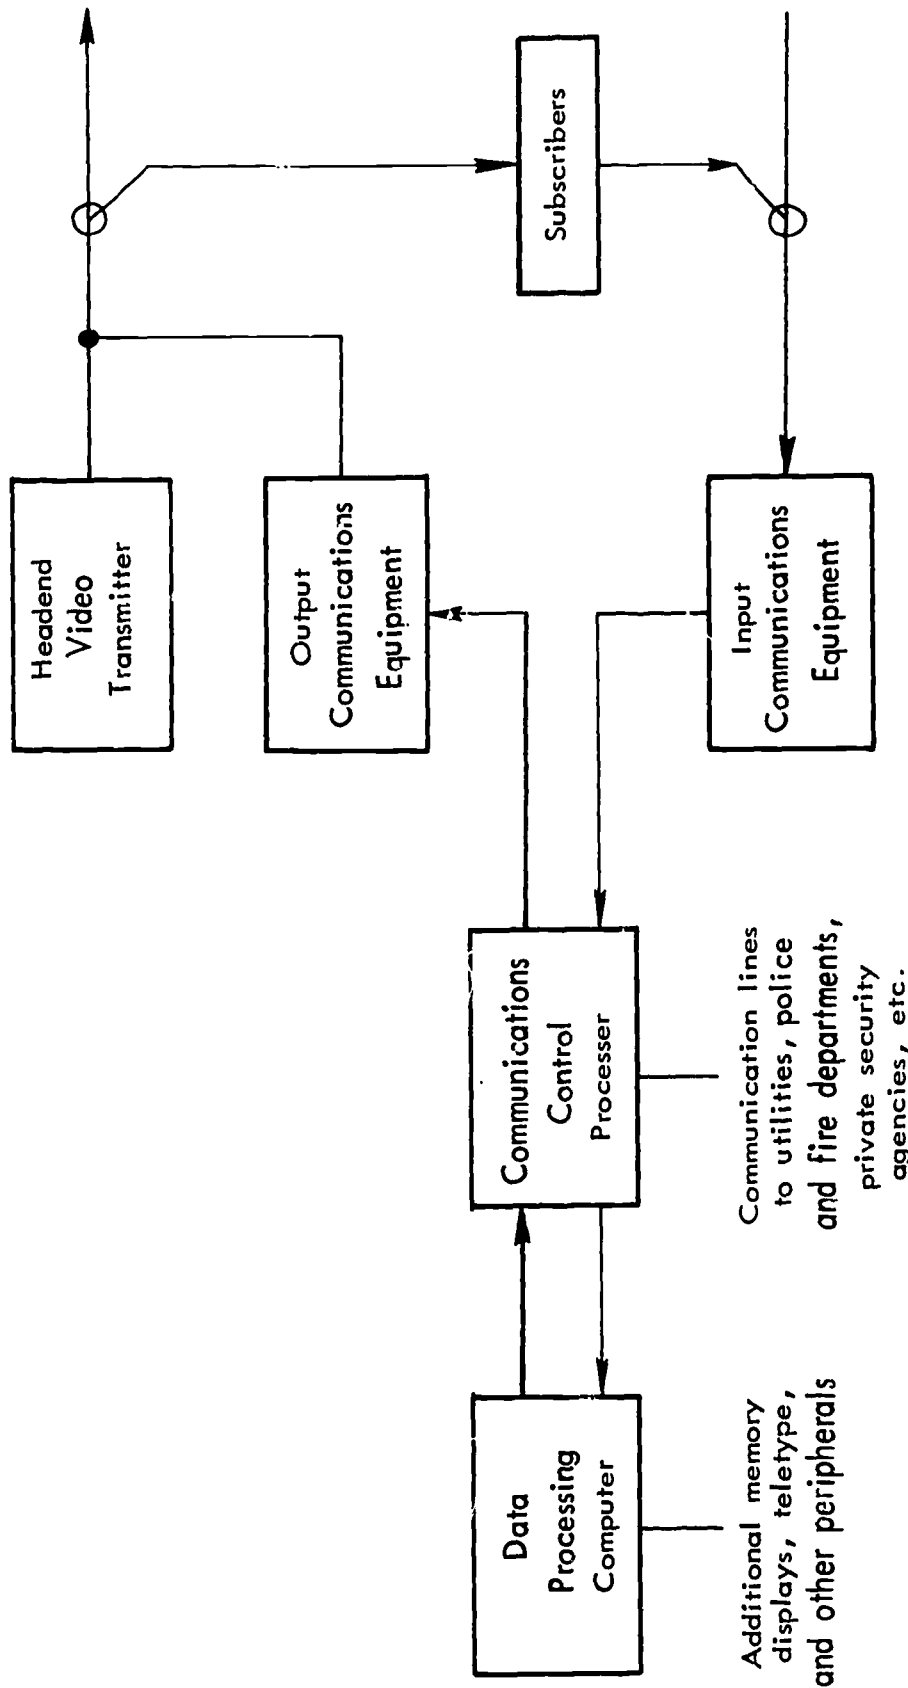 Headend
Video
Transmitter
Output
Communications
Equipment
Subscribers
Data
Processing
Computer
Communications
Control
Processer
Input
Communications
Equipment
Additional memory
displays, teletype,
and other peripherals
Communication lines
to utilities, police
and fire departments,
private security
agencies, etc.